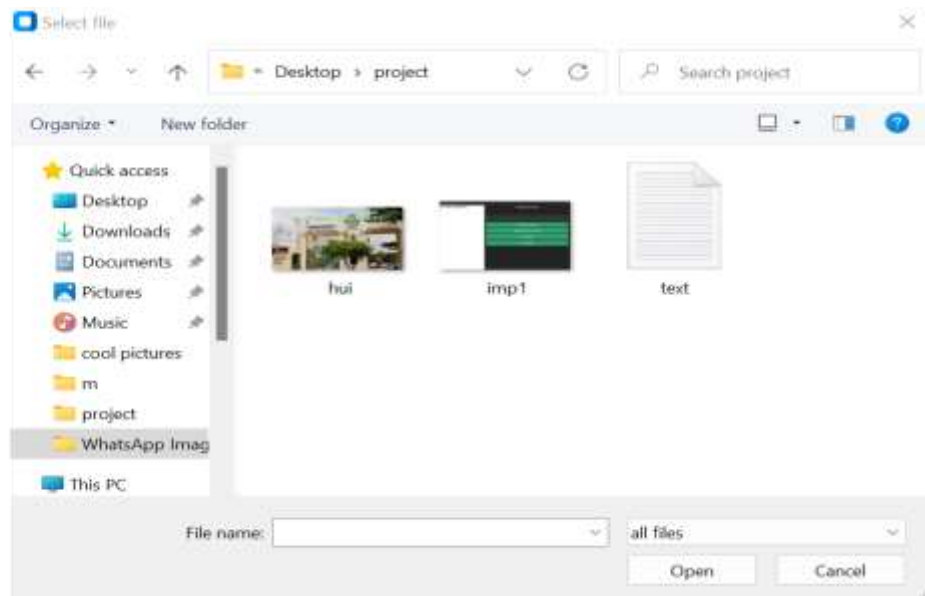 Select file
Desktop › project
Search project
Organize
New folder
Quick access
Desktop
Downloads
Documents
Pictures
Music
cool pictures
m
project
WhatsApp Imag
This PC
hui
imp1
text
File name:
all files
Open
Cancel